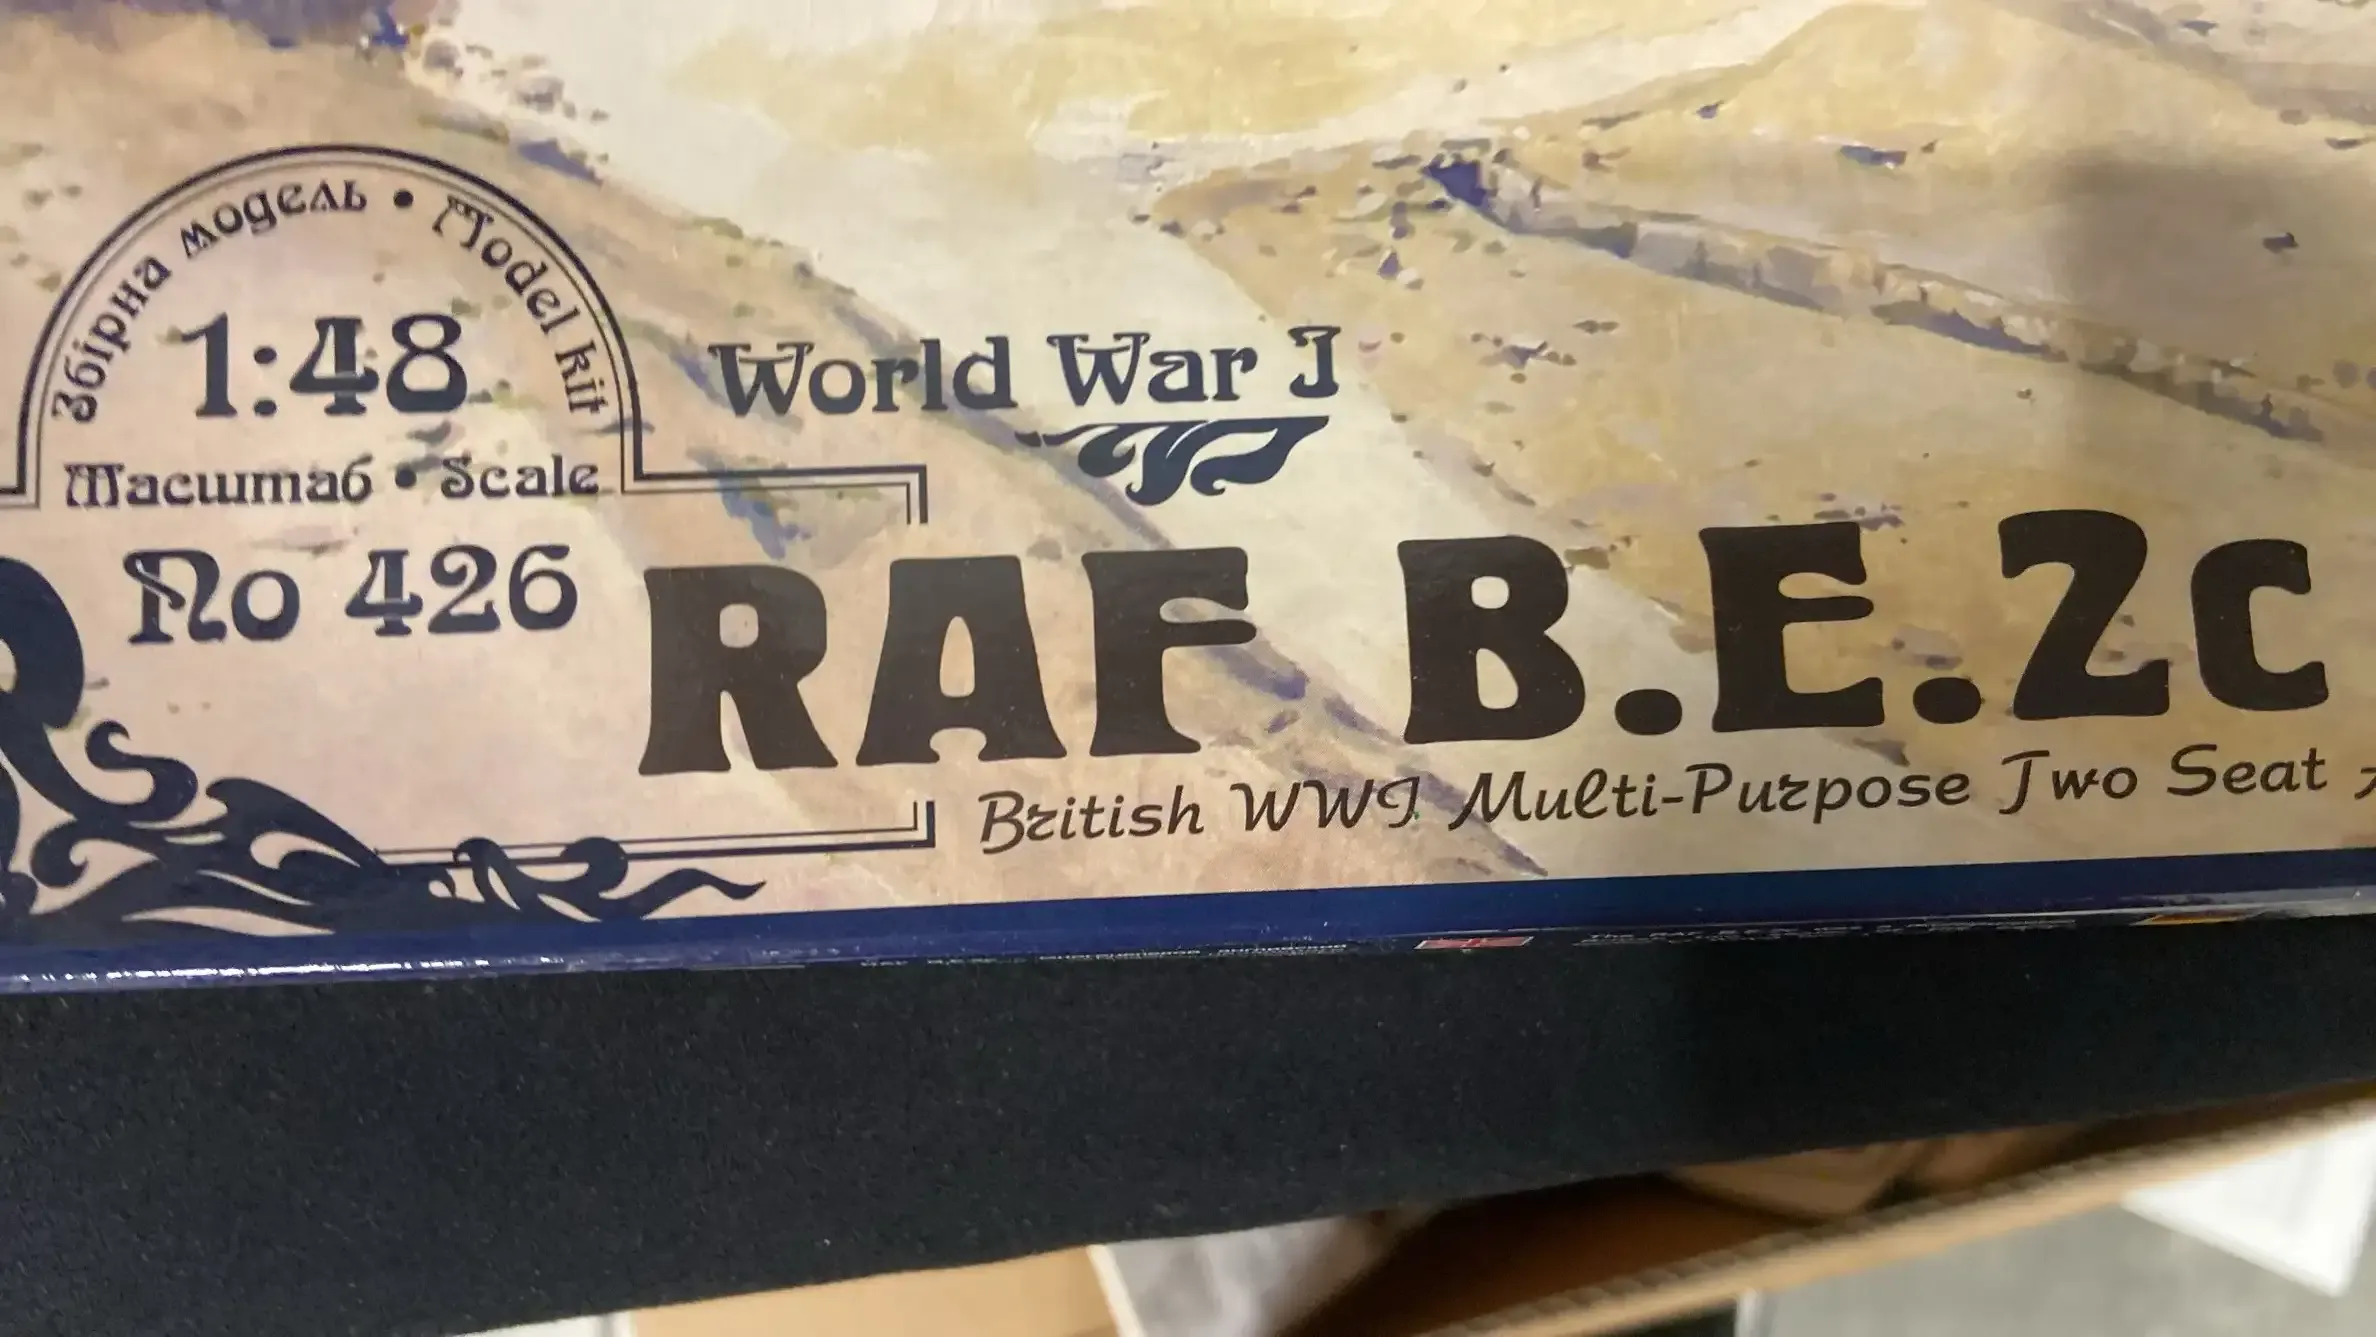 Збірна модель • Model kit
1:48
Масштаб • Scale
No 426
World War I
RAF B.E.2c
British WWI Multi-Purpose Two Seat